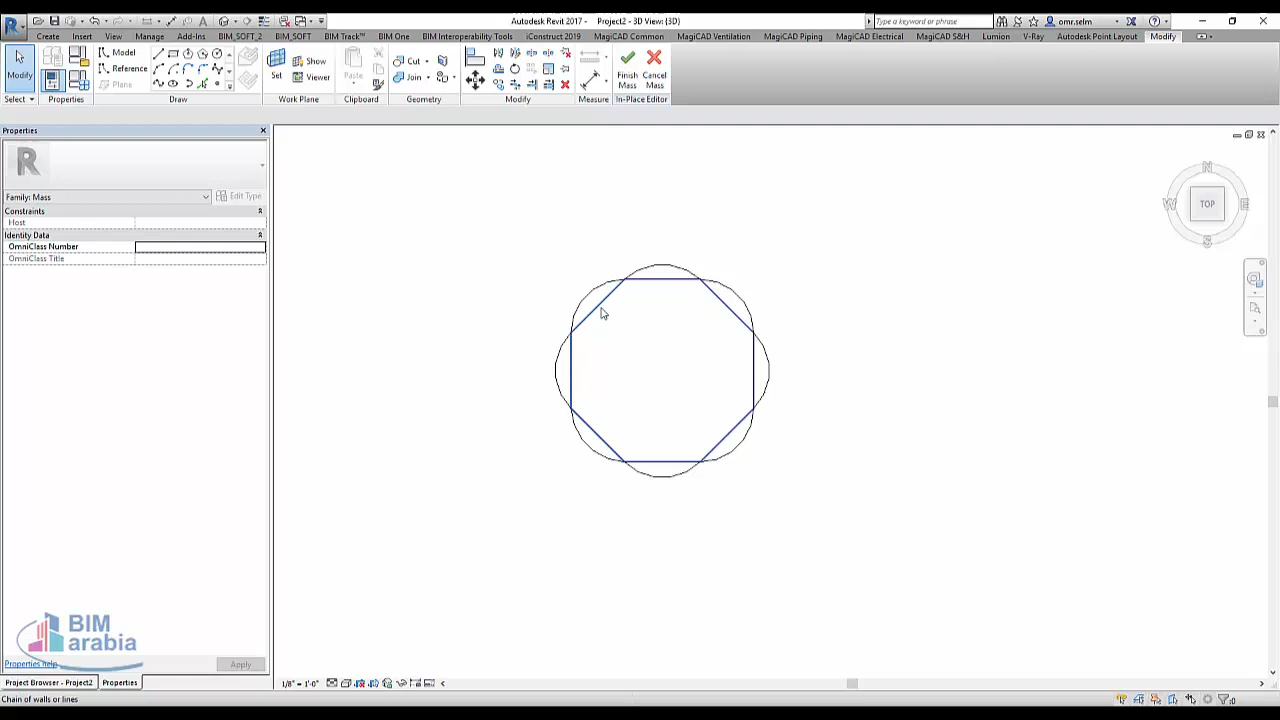 Autodesk Revit 2017 - Project2 - 3D View: {3D}
Type a keyword or phrase
omr.selm
Create Insert View Manage Add-Ins BIM_SOFT_2 BIM_SOFT BIM Track™ BIM One BIM Interoperability Tools iConstruct 2019 MagiCAD Common MagiCAD Ventilation MagiCAD Piping MagiCAD Electrical MagiCAD S&H Lumion V-Ray Autodesk Point Layout Modify
Modify
Model
Reference
Plane
Set
Show
Viewer
Paste
Cut
Join
Finish Mass
Cancel Mass
Select Properties Draw Work Plane Clipboard Geometry Modify Measure In-Place Editor
Properties
R
Family: Mass
Edit Type
Constraints
Host
Identity Data
OmniClass Number
OmniClass Title
N
W
TOP
E
S
BIM
arabia
Properties help
Apply
Project Browser - Project2 Properties
1/8" = 1'-0"
Chain of walls or lines
:0